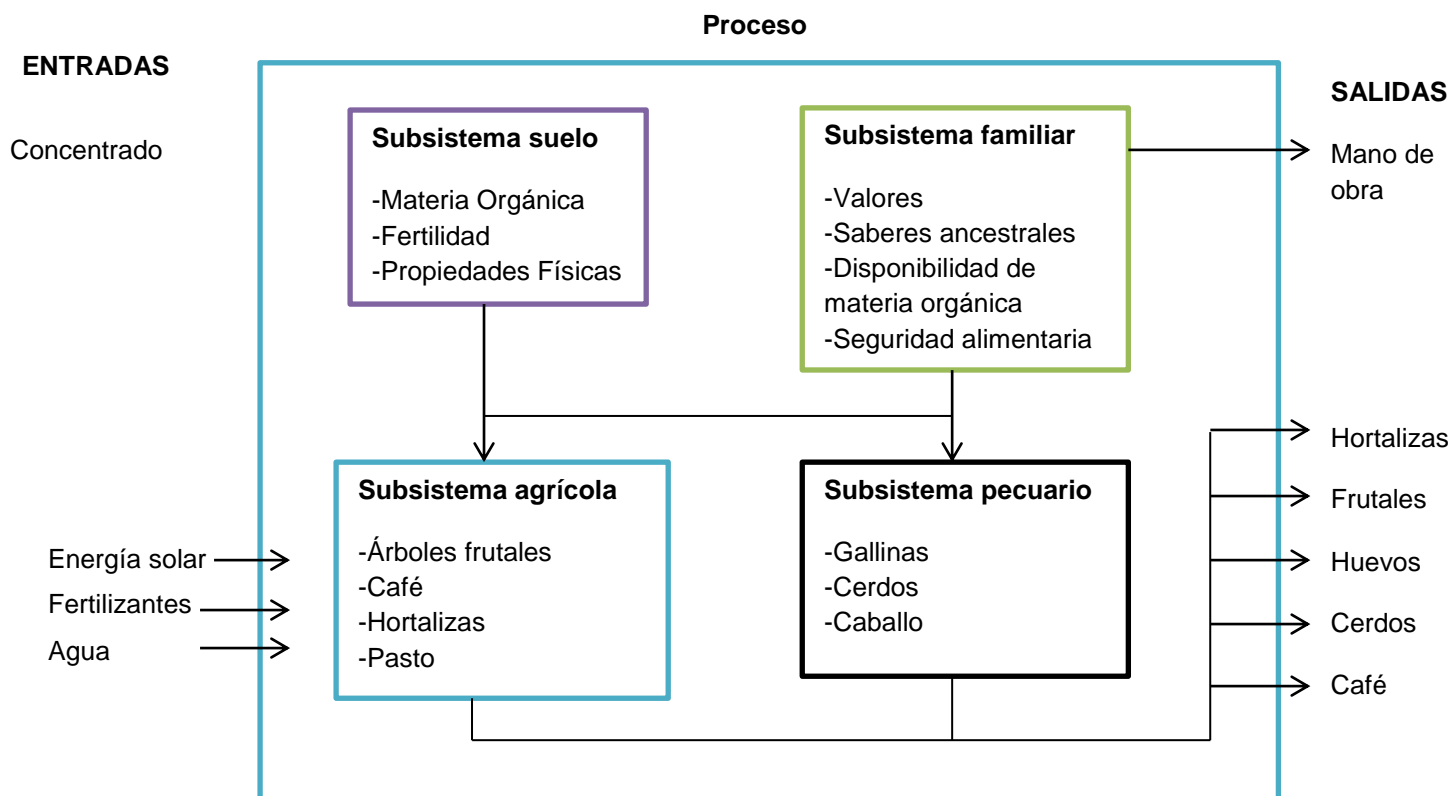 Proceso
ENTRADAS
Concentrado
Subsistema suelo
-Materia Orgánica
-Fertilidad
-Propiedades Físicas
Subsistema familiar
-Valores
-Saberes ancestrales
-Disponibilidad de
materia orgánica
-Seguridad alimentaria
SALIDAS
Mano de
obra
Energía solar
Fertilizantes
Agua
Subsistema agrícola
-Árboles frutales
-Café
-Hortalizas
-Pasto
Subsistema pecuario
-Gallinas
-Cerdos
-Caballo
Hortalizas
Frutales
Huevos
Cerdos
Café